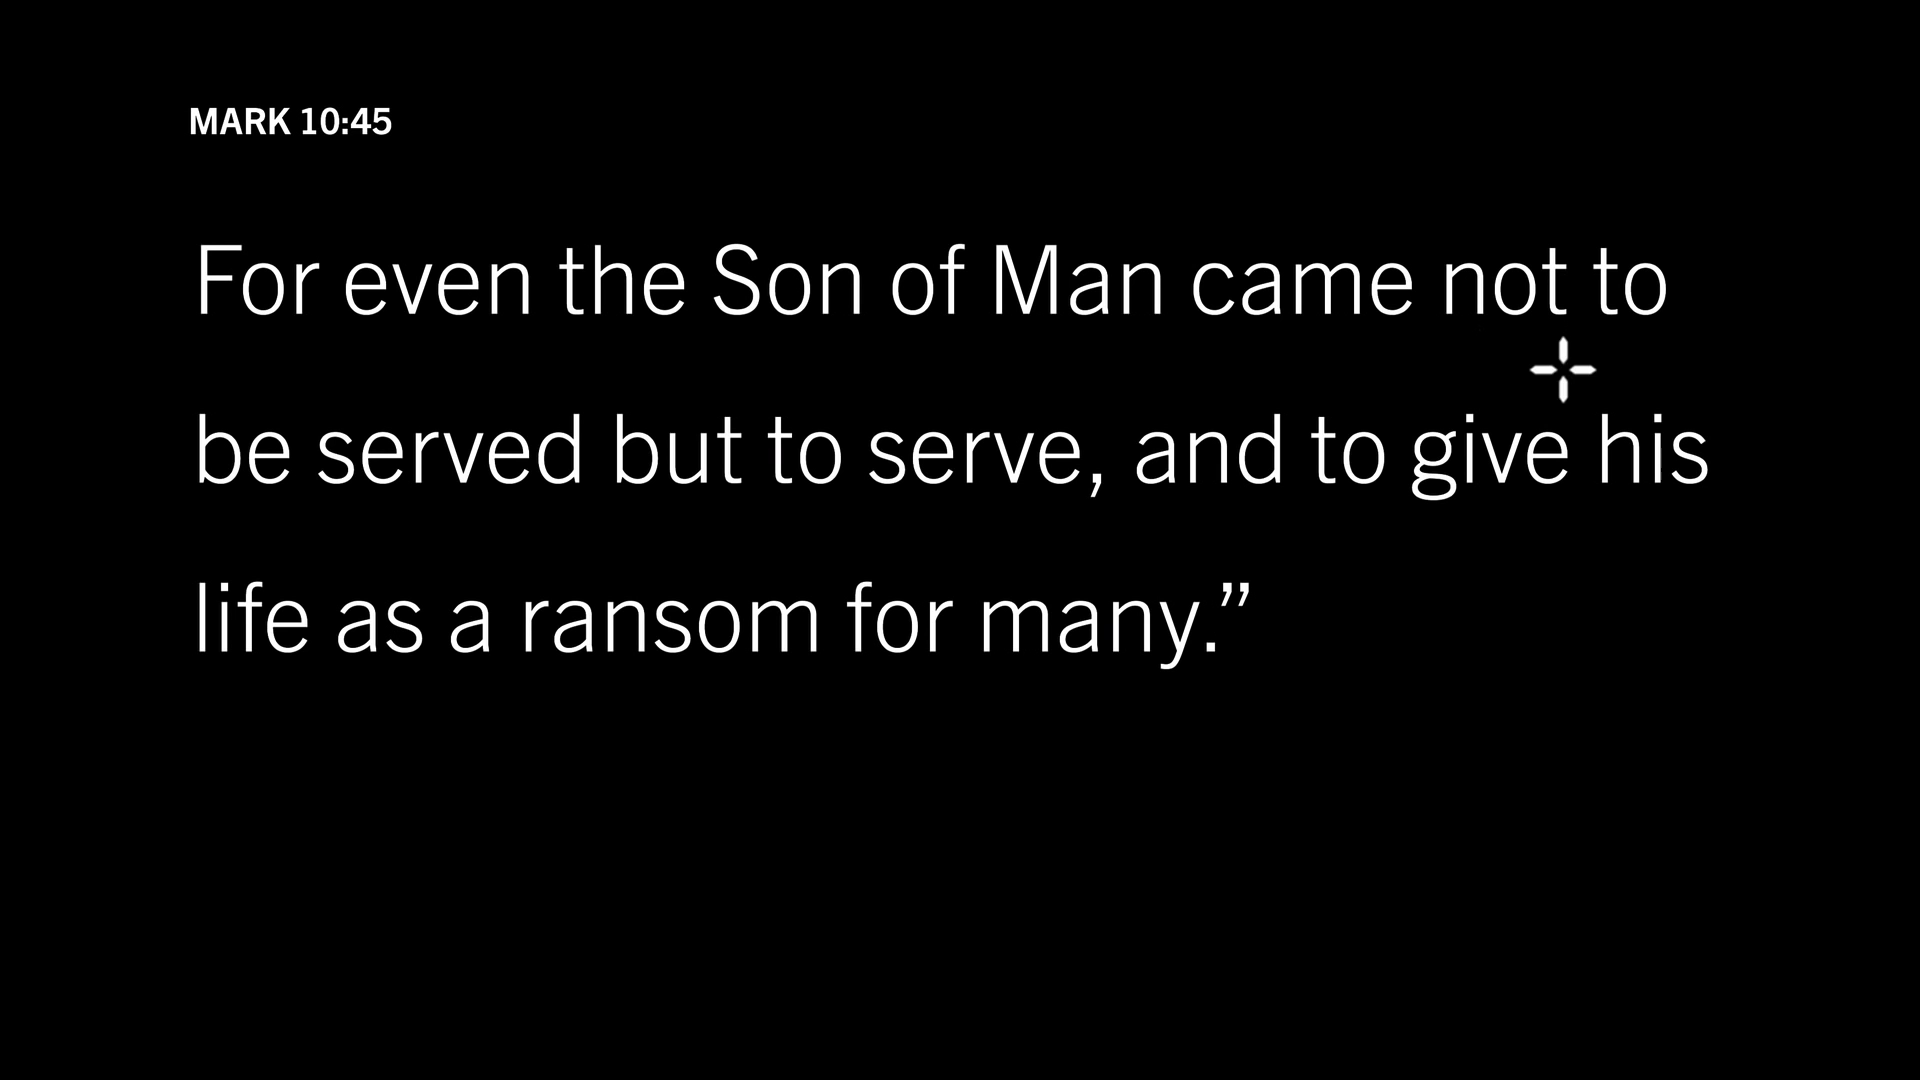 MARK 10:45
For even the Son of Man came not to
be served but to serve, and to give his
life as a ransom for many.”